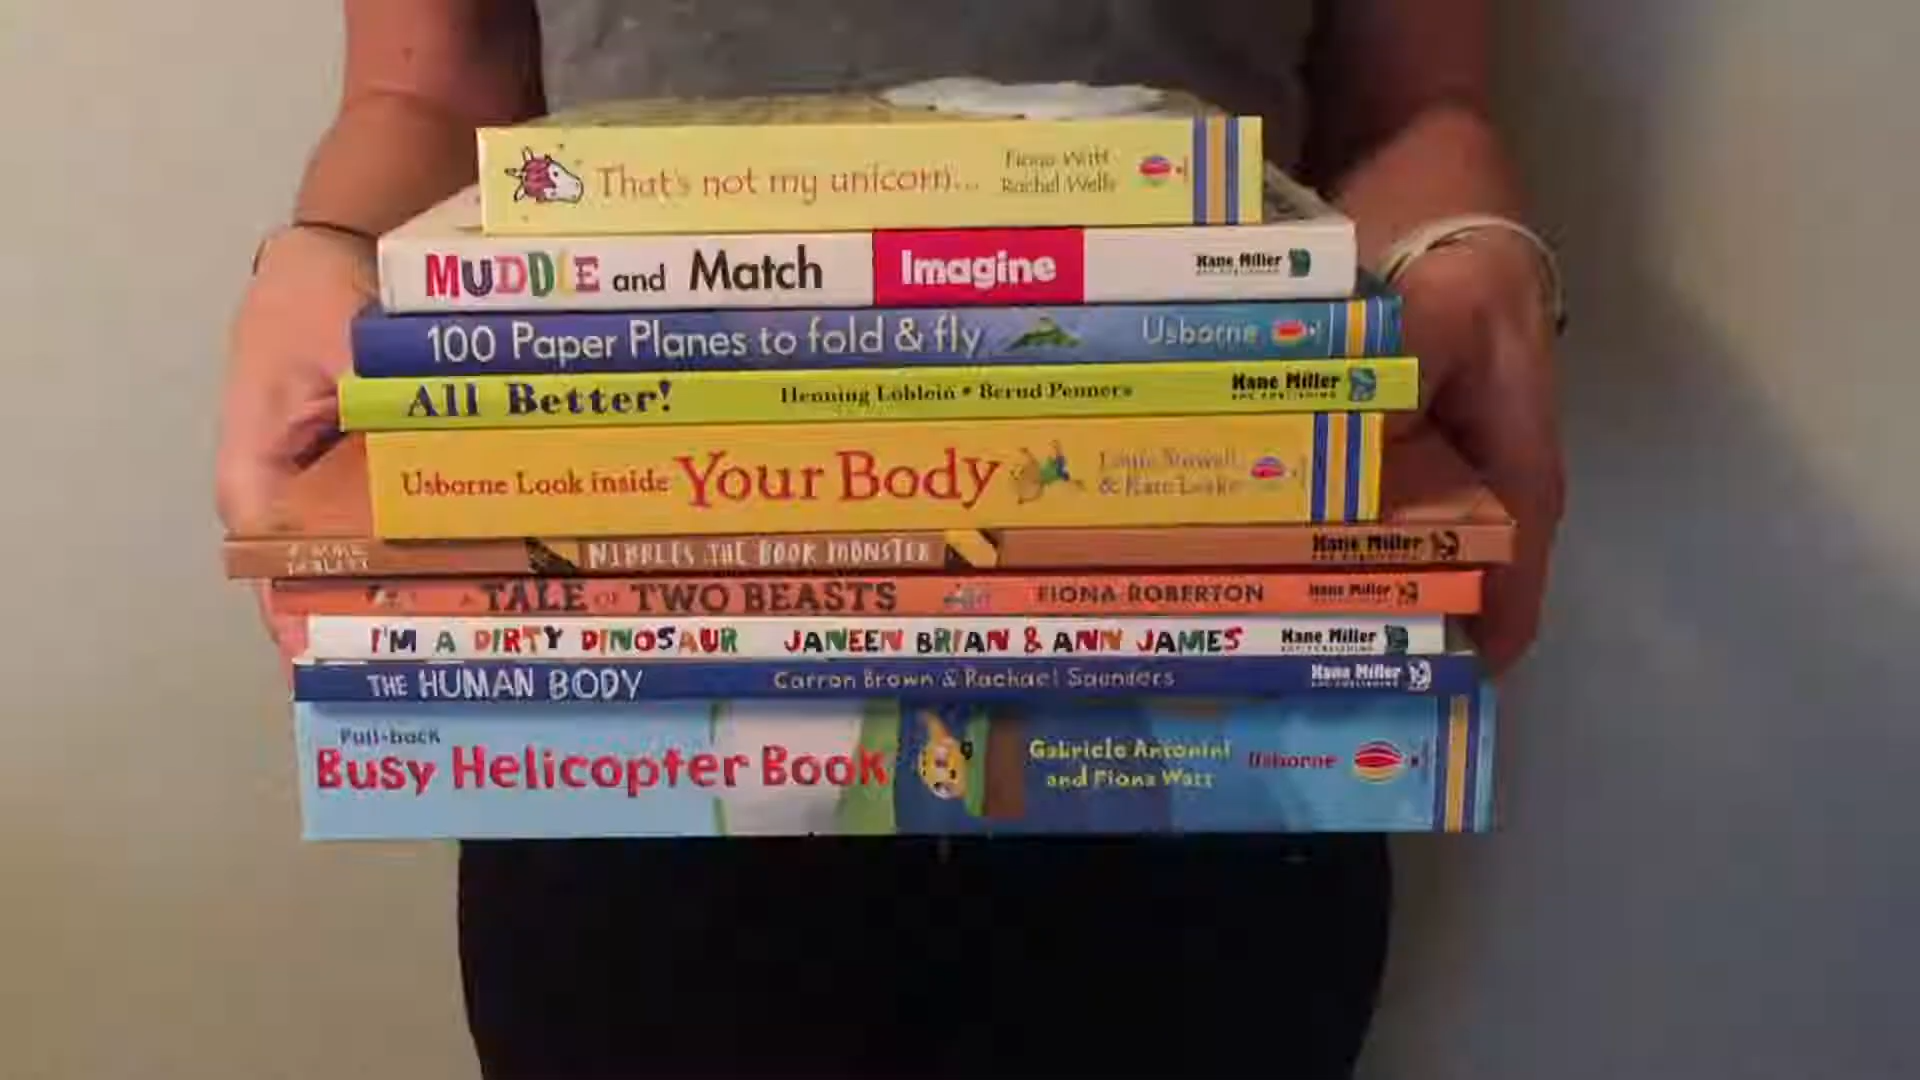 That's not my unicorn... Fiona Watt
Rachel Wells
MUDDLE and Match Imagine Kane Miller
100 Paper Planes to fold & fly Usborne
All Better! Henning Löhlein • Bernd Penners Kane Miller
Usborne Look inside Your Body Louie Stowell
& Kate Leake
NIBBLES THE BOOK MONSTER Kane Miller
A TALE OF TWO BEASTS FIONA ROBERTON Kane Miller
I'M A DIRTY DINOSAUR JANEEN BRIAN & ANN JAMES Kane Miller
THE HUMAN BODY Carron Brown & Rachael Saunders Kane Miller
Pull-back
Busy Helicopter Book Gabriele Antonini
and Fiona Watt Usborne